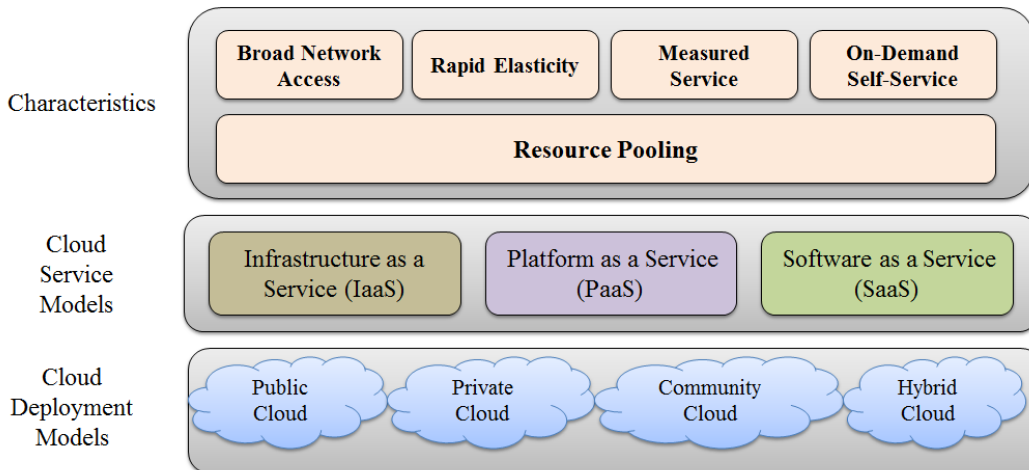 Characteristics
Broad Network
Access
Rapid Elasticity
Measured
Service
On-Demand
Self-Service
Resource Pooling
Cloud
Service
Models
Infrastructure as a
Service (IaaS)
Platform as a Service
(PaaS)
Software as a Service
(SaaS)
Cloud
Deployment
Models
Public
Cloud
Private
Cloud
Community
Cloud
Hybrid
Cloud